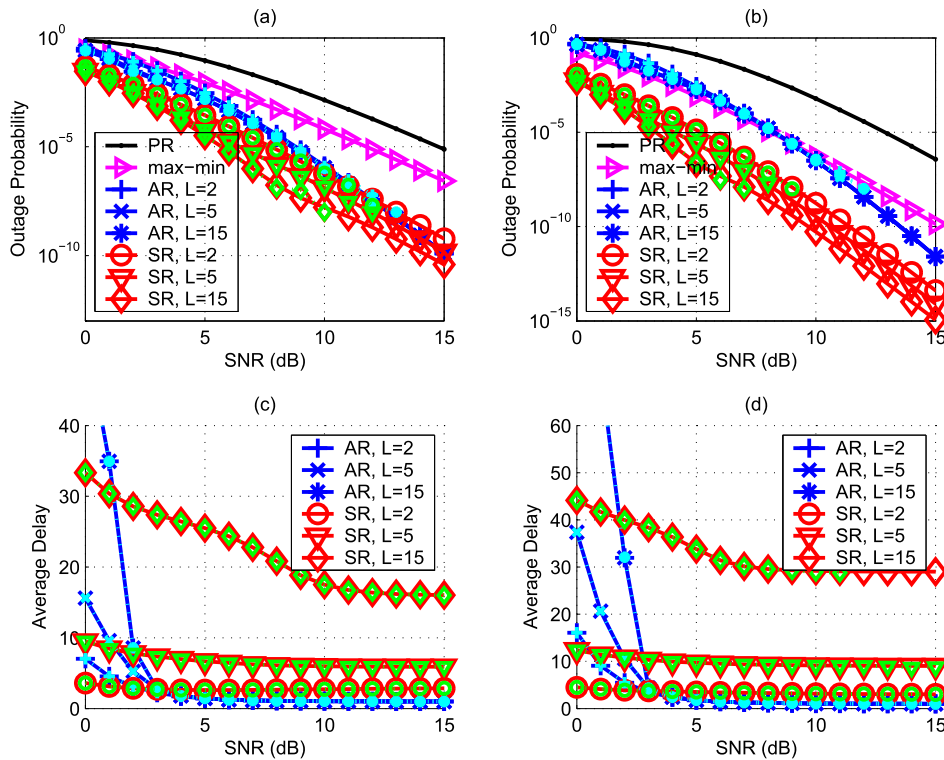 (a)
10^0
10^-5
10^-10
Outage Probability
PR
max-min
AR, L=2
AR, L=5
AR, L=15
SR, L=2
SR, L=5
SR, L=15
0 5 10 15
SNR (dB)
(b)
10^0
10^-5
10^-10
10^-15
Outage Probability
PR
max-min
AR, L=2
AR, L=5
AR, L=15
SR, L=2
SR, L=5
SR, L=15
0 5 10 15
SNR (dB)
(c)
40
30
20
10
0
Average Delay
AR, L=2
AR, L=5
AR, L=15
SR, L=2
SR, L=5
SR, L=15
0 5 10 15
SNR (dB)
(d)
60
50
40
30
20
10
0
Average Delay
AR, L=2
AR, L=5
AR, L=15
SR, L=2
SR, L=5
SR, L=15
0 5 10 15
SNR (dB)